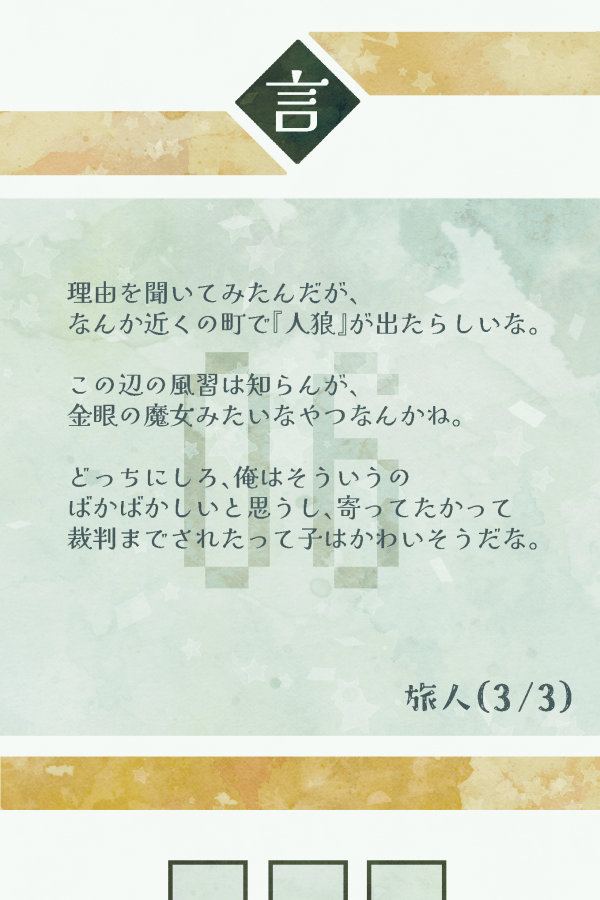 言
理由を聞いてみたんだが、
なんか近くの町で『人狼』が出たらしいな。
この辺の風習は知らんが、
金眼の魔女みたいなやつなんかね。
どっちにしろ、俺はそういうの
ばかばかしいと思うし、寄ってたかって
裁判までされたって子はかわいそうだな。
06
旅人(3/3)